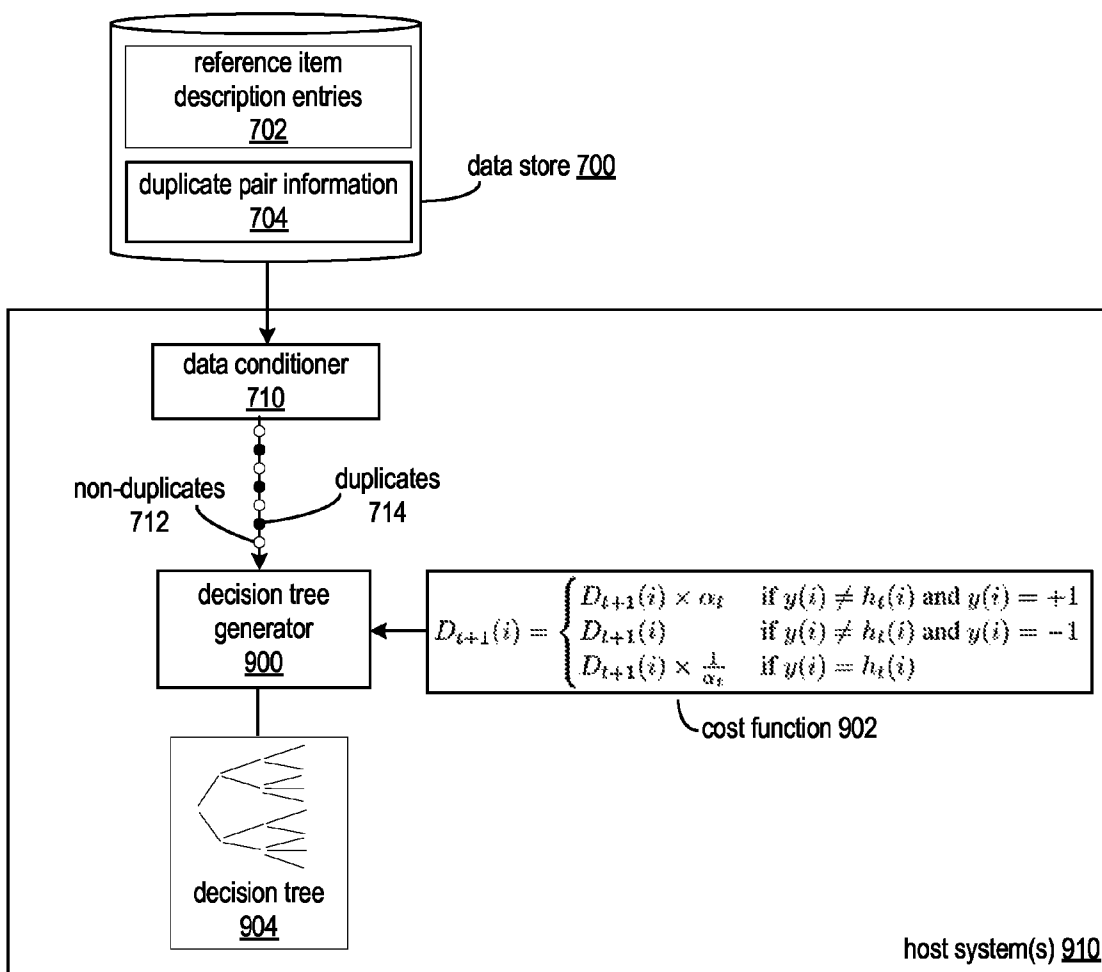 reference item
description entries
702
duplicate pair information
704
data store 700
data conditioner
710
non-duplicates
712
duplicates
714
decision tree
generator
900
D_{t+1}(i) = { D_{t+1}(i) × α_t if y(i) ≠ h_t(i) and y(i) = +1
D_{t+1}(i) if y(i) ≠ h_t(i) and y(i) = −1
D_{t+1}(i) × 1/α_t if y(i) = h_t(i)
cost function 902
decision tree
904
host system(s) 910